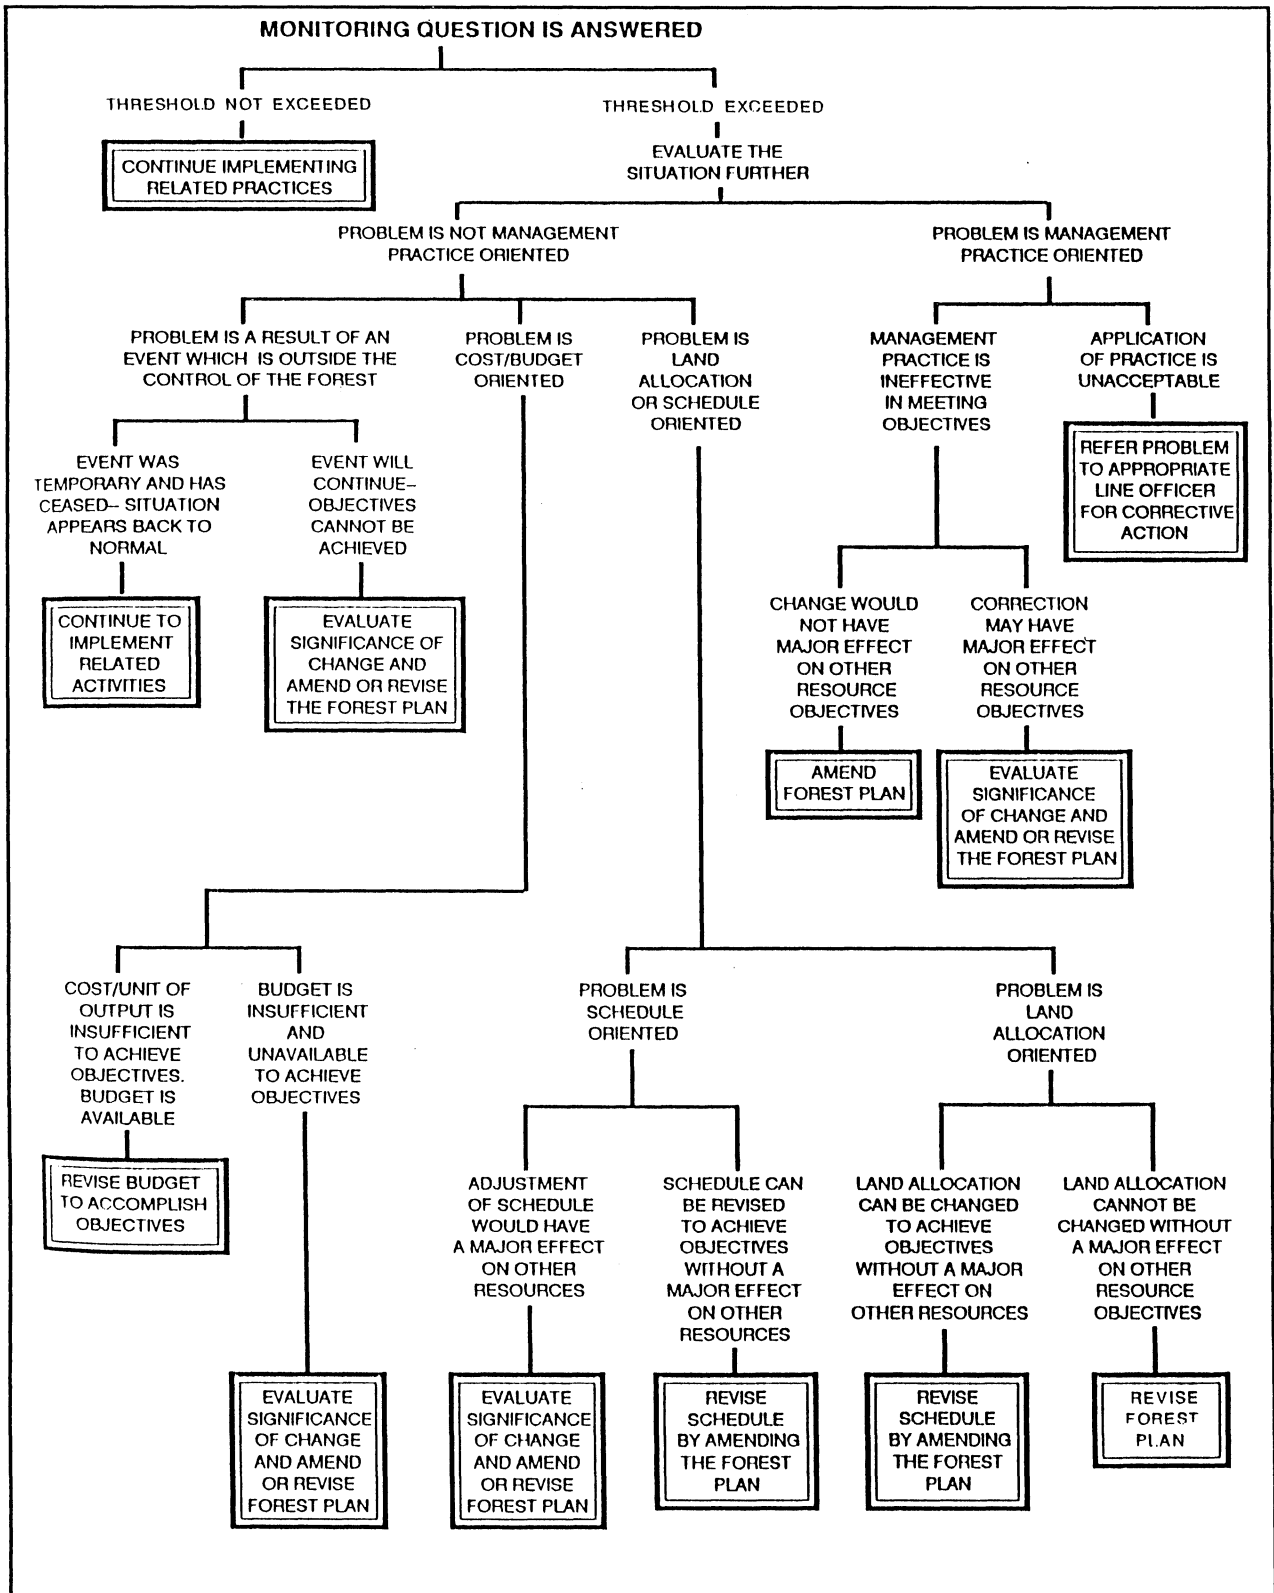 MONITORING QUESTION IS ANSWERED
THRESHOLD NOT EXCEEDED
CONTINUE IMPLEMENTING
RELATED PRACTICES
THRESHOLD EXCEEDED
EVALUATE THE
SITUATION FURTHER
PROBLEM IS NOT MANAGEMENT
PRACTICE ORIENTED
PROBLEM IS MANAGEMENT
PRACTICE ORIENTED
PROBLEM IS A RESULT OF AN
EVENT WHICH IS OUTSIDE THE
CONTROL OF THE FOREST
PROBLEM IS
COST/BUDGET
ORIENTED
PROBLEM IS
LAND
ALLOCATION
OR SCHEDULE
ORIENTED
MANAGEMENT
PRACTICE IS
INEFFECTIVE
IN MEETING
OBJECTIVES
APPLICATION
OF PRACTICE IS
UNACCEPTABLE
REFER PROBLEM
TO APPROPRIATE
LINE OFFICER
FOR CORRECTIVE
ACTION
EVENT WAS
TEMPORARY AND HAS
CEASED-- SITUATION
APPEARS BACK TO
NORMAL
EVENT WILL
CONTINUE--
OBJECTIVES
CANNOT BE
ACHIEVED
CONTINUE TO
IMPLEMENT
RELATED
ACTIVITIES
EVALUATE
SIGNIFICANCE OF
CHANGE AND
AMEND OR REVISE
THE FOREST PLAN
CHANGE WOULD
NOT HAVE
MAJOR EFFECT
ON OTHER
RESOURCE
OBJECTIVES
CORRECTION
MAY HAVE
MAJOR EFFECT
ON OTHER
RESOURCE
OBJECTIVES
AMEND
FOREST PLAN
EVALUATE
SIGNIFICANCE
OF CHANGE AND
AMEND OR REVISE
THE FOREST PLAN
COST/UNIT OF
OUTPUT IS
INSUFFICIENT
TO ACHIEVE
OBJECTIVES.
BUDGET IS
AVAILABLE
BUDGET IS
INSUFFICIENT
AND
UNAVAILABLE
TO ACHIEVE
OBJECTIVES
PROBLEM IS
SCHEDULE
ORIENTED
PROBLEM IS
LAND
ALLOCATION
ORIENTED
REVISE BUDGET
TO ACCOMPLISH
OBJECTIVES
ADJUSTMENT
OF SCHEDULE
WOULD HAVE
A MAJOR EFFECT
ON OTHER
RESOURCES
SCHEDULE CAN
BE REVISED
TO ACHIEVE
OBJECTIVES
WITHOUT A
MAJOR EFFECT
ON OTHER
RESOURCES
LAND ALLOCATION
CAN BE CHANGED
TO ACHIEVE
OBJECTIVES
WITHOUT A MAJOR
EFFECT ON
OTHER RESOURCES
LAND ALLOCATION
CANNOT BE
CHANGED WITHOUT
A MAJOR EFFECT
ON OTHER
RESOURCE
OBJECTIVES
EVALUATE
SIGNIFICANCE
OF CHANGE
AND AMEND
OR REVISE
FOREST PLAN
EVALUATE
SIGNIFICANCE
OF CHANGE
AND AMEND
OR REVISE
FOREST PLAN
REVISE
SCHEDULE
BY AMENDING
THE FOREST
PLAN
REVISE
SCHEDULE
BY AMENDING
THE FOREST
PLAN
REVISE
FOREST
PLAN